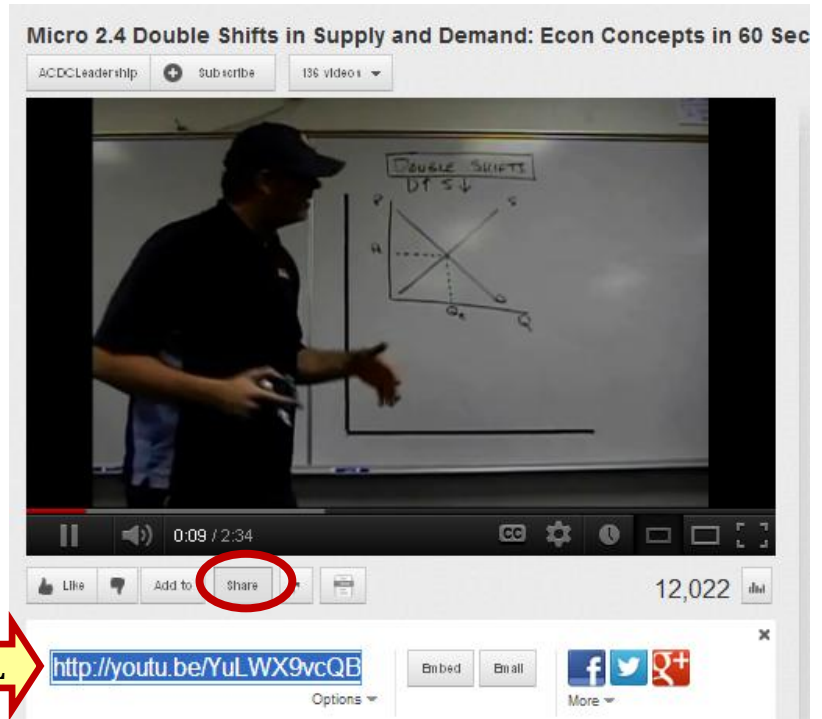 Micro 2.4 Double Shifts in Supply and Demand: Econ Concepts in 60 Sec
ACDCLeadership Subscribe 136 videos
DOUBLE SHIFTS
D↑ S↓
P S
Qe Q
0:09 / 2:34 CC
Like Add to Share 12,022
http://youtu.be/YuLWX9vcQB Embed Email f g+
Options More